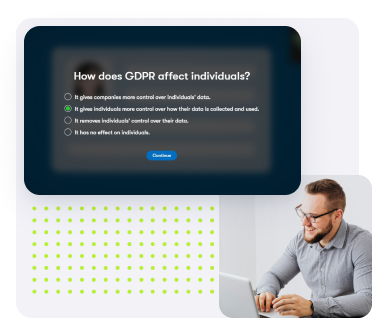 How does GDPR affect individuals?
It gives companies more control over individuals' data.
It gives individuals more control over how their data is collected and used.
It removes individuals' control over their data.
It has no effect on individuals.
Continue